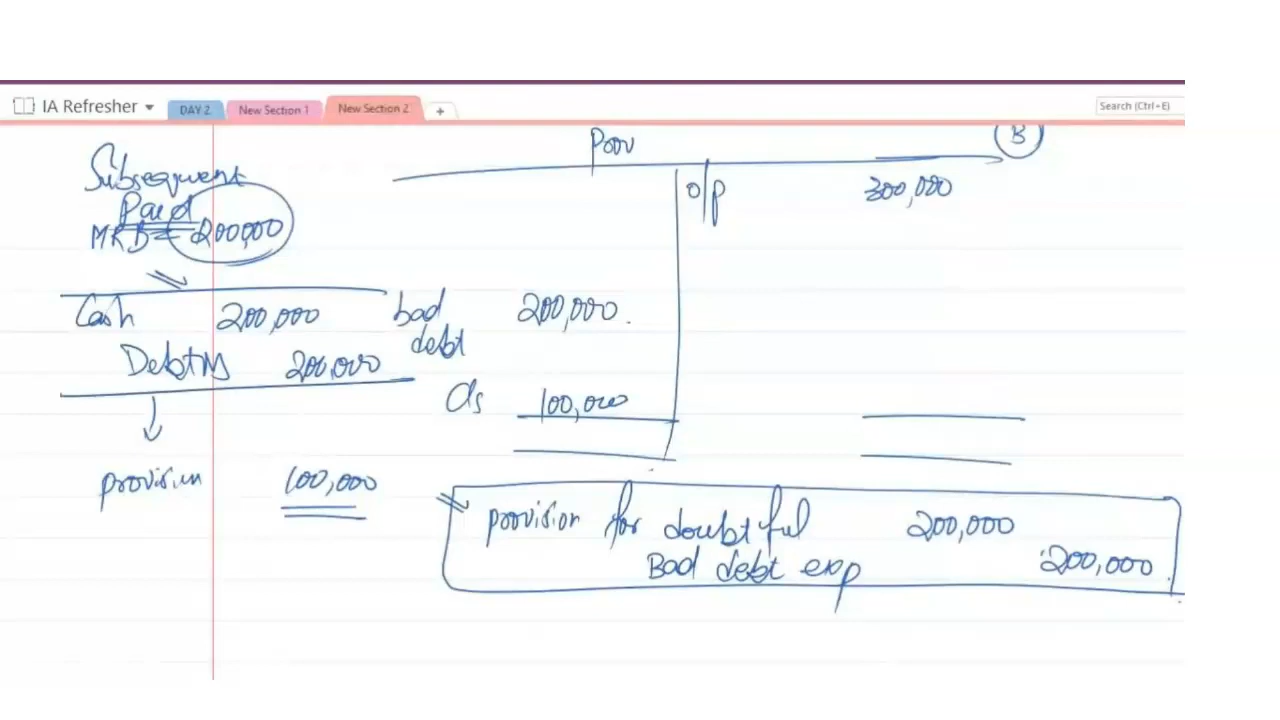 IA Refresher
DAY 2
New Section 1
New Section 2
+
Search (Ctrl+E)
B
Prov
Subsequent
Paid
MR B = 200,000
o/p 300,000
Cash 200,000
Debtors 200,000
bad 200,000.
debt
Cls 100,000
provision 100,000
provision for doubtful 200,000
Bad debt exp 200,000